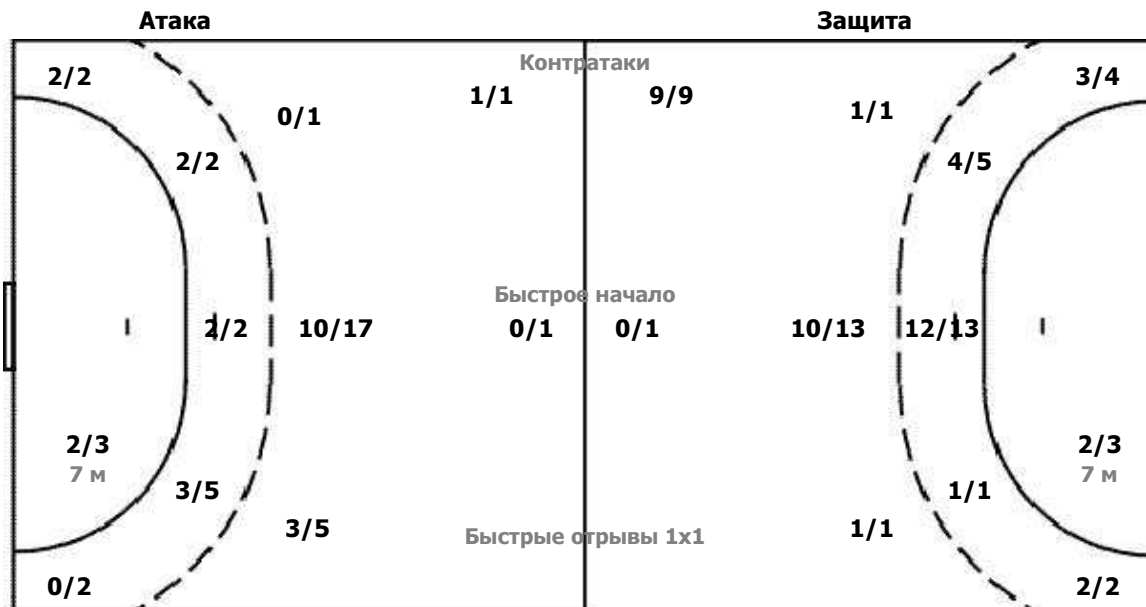 Атака Защита
Контратаки
2/2 3/4
1/1 9/9
0/1 1/1
2/2 4/5
Быстрое начало
2/2 10/17 0/1 0/1 10/13 12/13
2/3 2/3
7 м 7 м
3/5 1/1
3/5 Быстрые отрывы 1x1 1/1
0/2 2/2